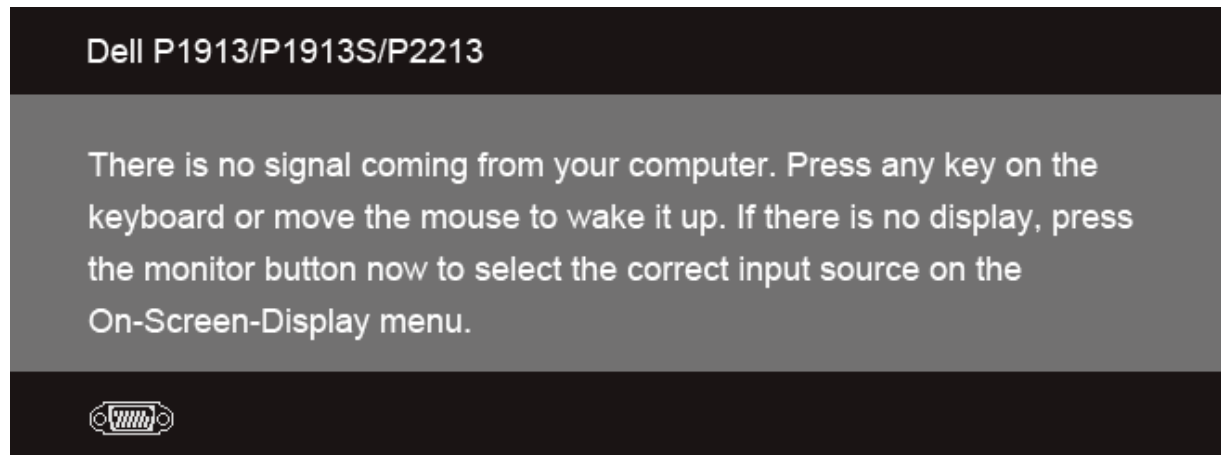 Dell P1913/P1913S/P2213
There is no signal coming from your computer. Press any key on the
keyboard or move the mouse to wake it up. If there is no display, press
the monitor button now to select the correct input source on the
On-Screen-Display menu.